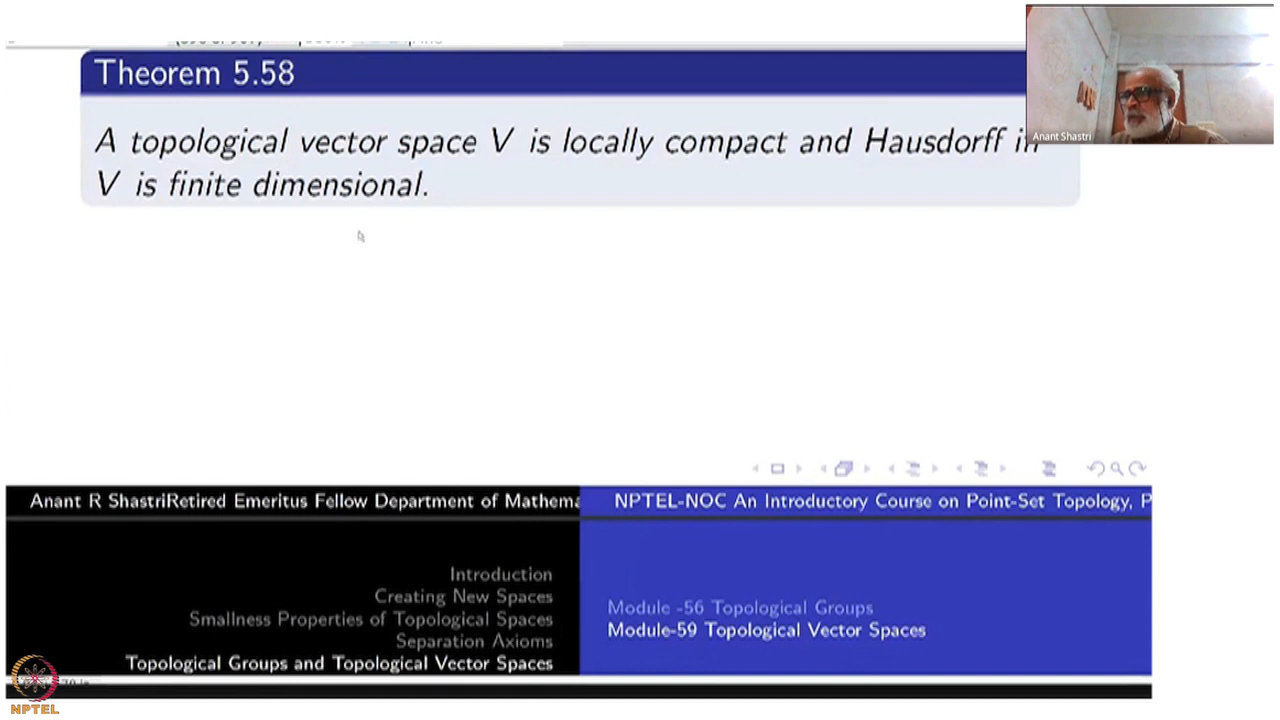 Theorem 5.58
Anant Shastri
A topological vector space V is locally compact and Hausdorff
V is finite dimensional.
Anant R ShastriRetired Emeritus Fellow Department of Mathema
NPTEL-NOC An Introductory Course on Point-Set Topology, P
Introduction
Creating New Spaces
Smallness Properties of Topological Spaces
Separation Axioms
Topological Groups and Topological Vector Spaces
Module -56 Topological Groups
Module-59 Topological Vector Spaces
NPTEL